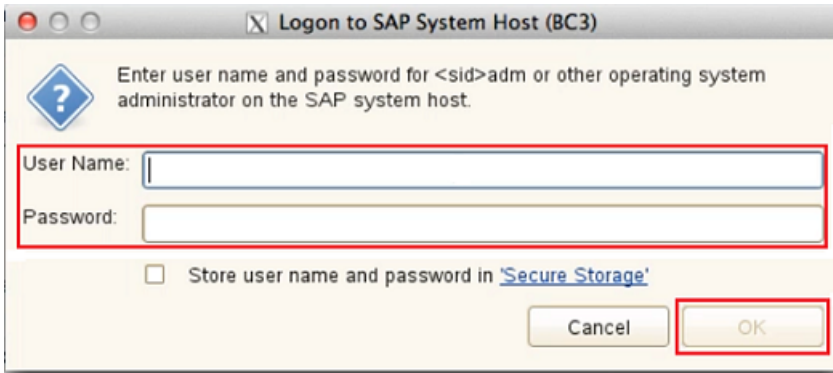 X Logon to SAP System Host (BC3)
?
Enter user name and password for <sid>adm or other operating system
administrator on the SAP system host.
User Name:
Password:
Store user name and password in 'Secure Storage'
Cancel OK